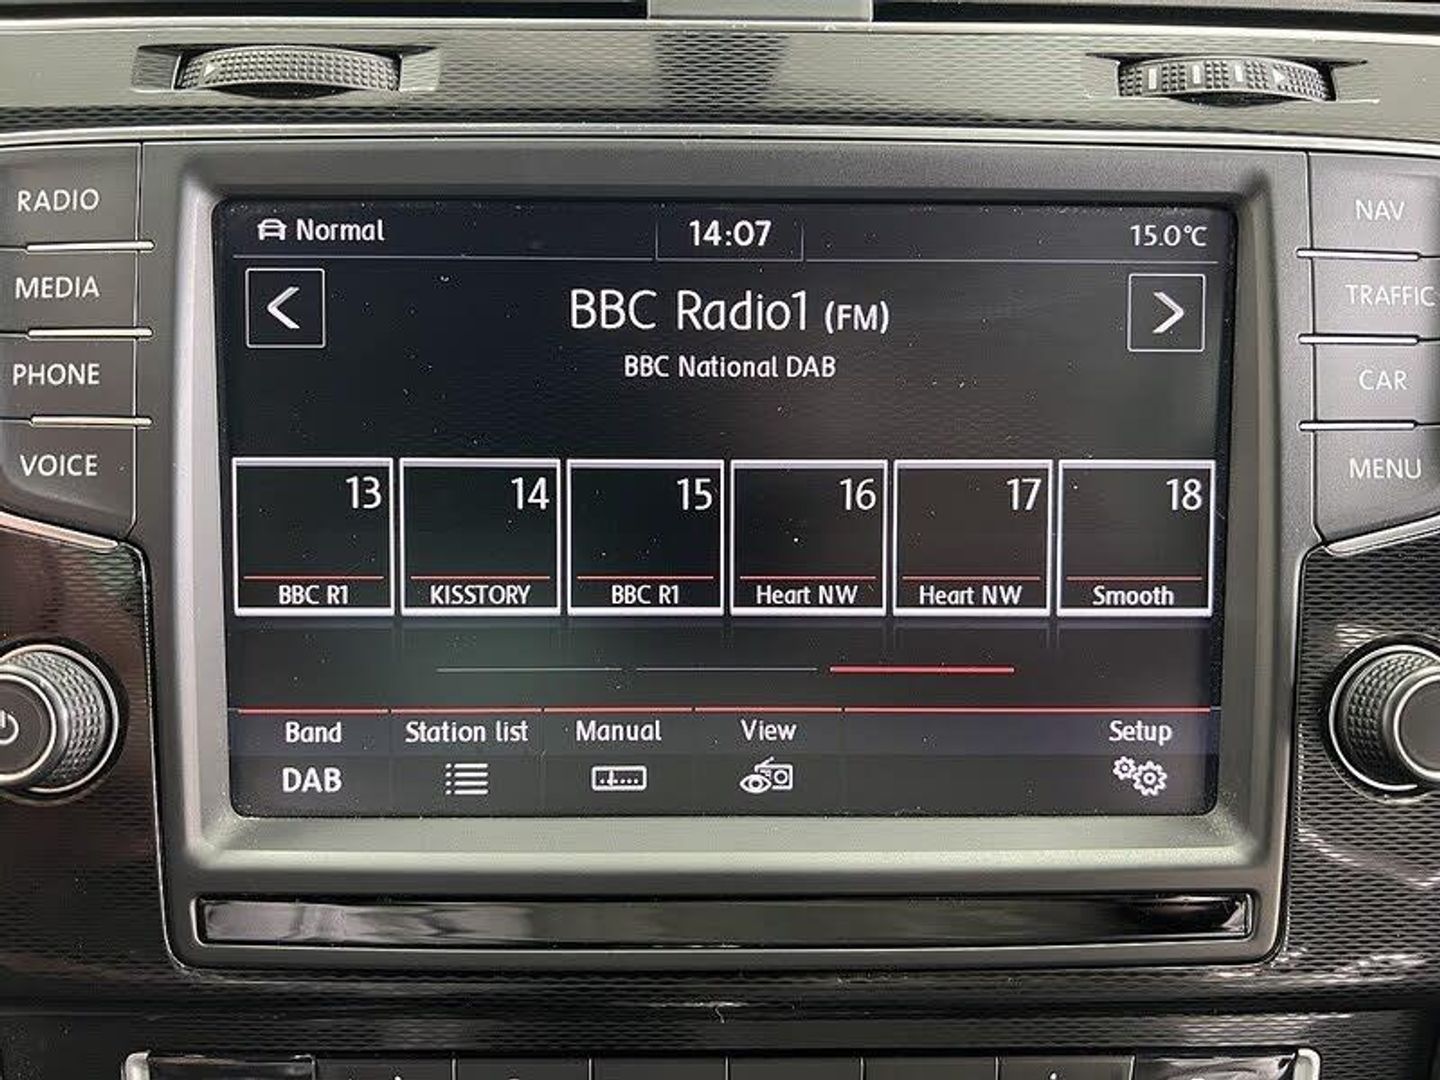 RADIO
MEDIA
PHONE
VOICE
Normal 14:07 15.0°C
BBC Radio1 (FM)
BBC National DAB
13 14 15 16 17 18
BBC R1 KISSTORY BBC R1 Heart NW Heart NW Smooth
Band Station list Manual View Setup
DAB
NAV
TRAFFIC
CAR
MENU